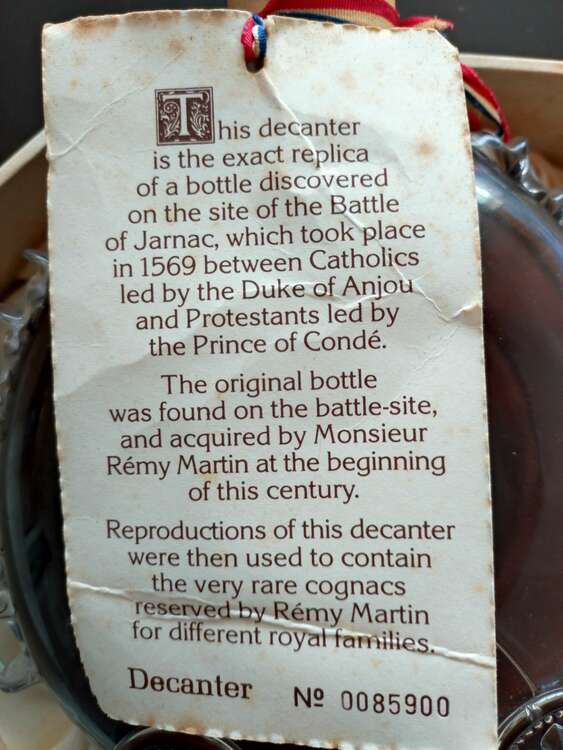 This decanter
is the exact replica
of a bottle discovered
on the site of the Battle
of Jarnac, which took place
in 1569 between Catholics
led by the Duke of Anjou
and Protestants led by
the Prince of Condé.
The original bottle
was found on the battle-site,
and acquired by Monsieur
Rémy Martin at the beginning
of this century.
Reproductions of this decanter
were then used to contain
the very rare cognacs
reserved by Rémy Martin
for different royal families.
Decanter Nº 0085900